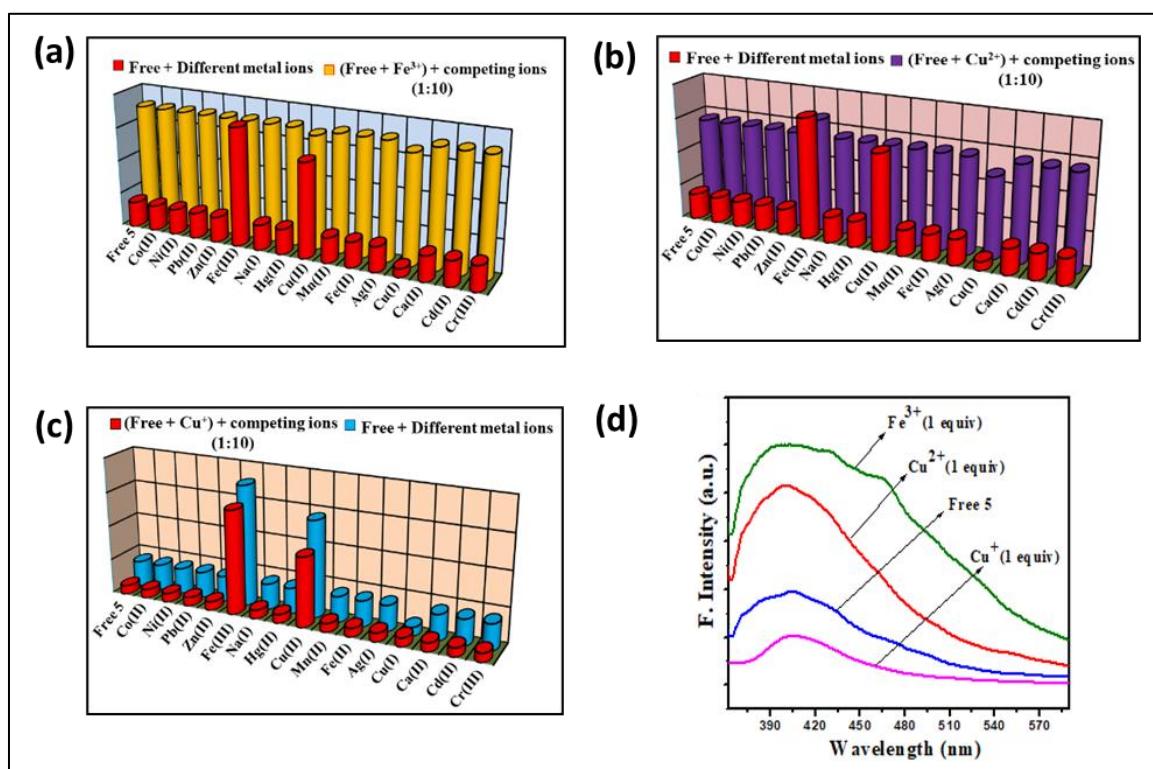 (a)
Free + Different metal ions (Free + Fe³⁺) + competing ions
(1:10)
Free 5
Co(II)
Ni(II)
Pb(II)
Zn(II)
Fe(III)
Na(I)
Hg(II)
Cu(II)
Mn(II)
Fe(II)
Ag(I)
Cu(I)
Ca(II)
Cd(II)
Cr(III)
(b)
Free + Different metal ions (Free + Cu²⁺) + competing ions
(1:10)
Free 5
Co(II)
Ni(II)
Pb(II)
Zn(II)
Fe(III)
Na(I)
Hg(II)
Cu(II)
Mn(II)
Fe(II)
Ag(I)
Cu(I)
Ca(II)
Cd(II)
Cr(III)
(c)
(Free + Cu⁺) + competing ions Free + Different metal ions
(1:10)
Free 5
Co(II)
Ni(II)
Pb(II)
Zn(II)
Fe(III)
Na(I)
Hg(II)
Cu(II)
Mn(II)
Fe(II)
Ag(I)
Cu(I)
Ca(II)
Cd(II)
Cr(III)
(d)
Fe³⁺(1 equiv)
Cu²⁺(1 equiv)
Free 5
Cu⁺(1 equiv)
F. Intensity (a.u.)
390 420 450 480 510 540 570
Wavelength (nm)